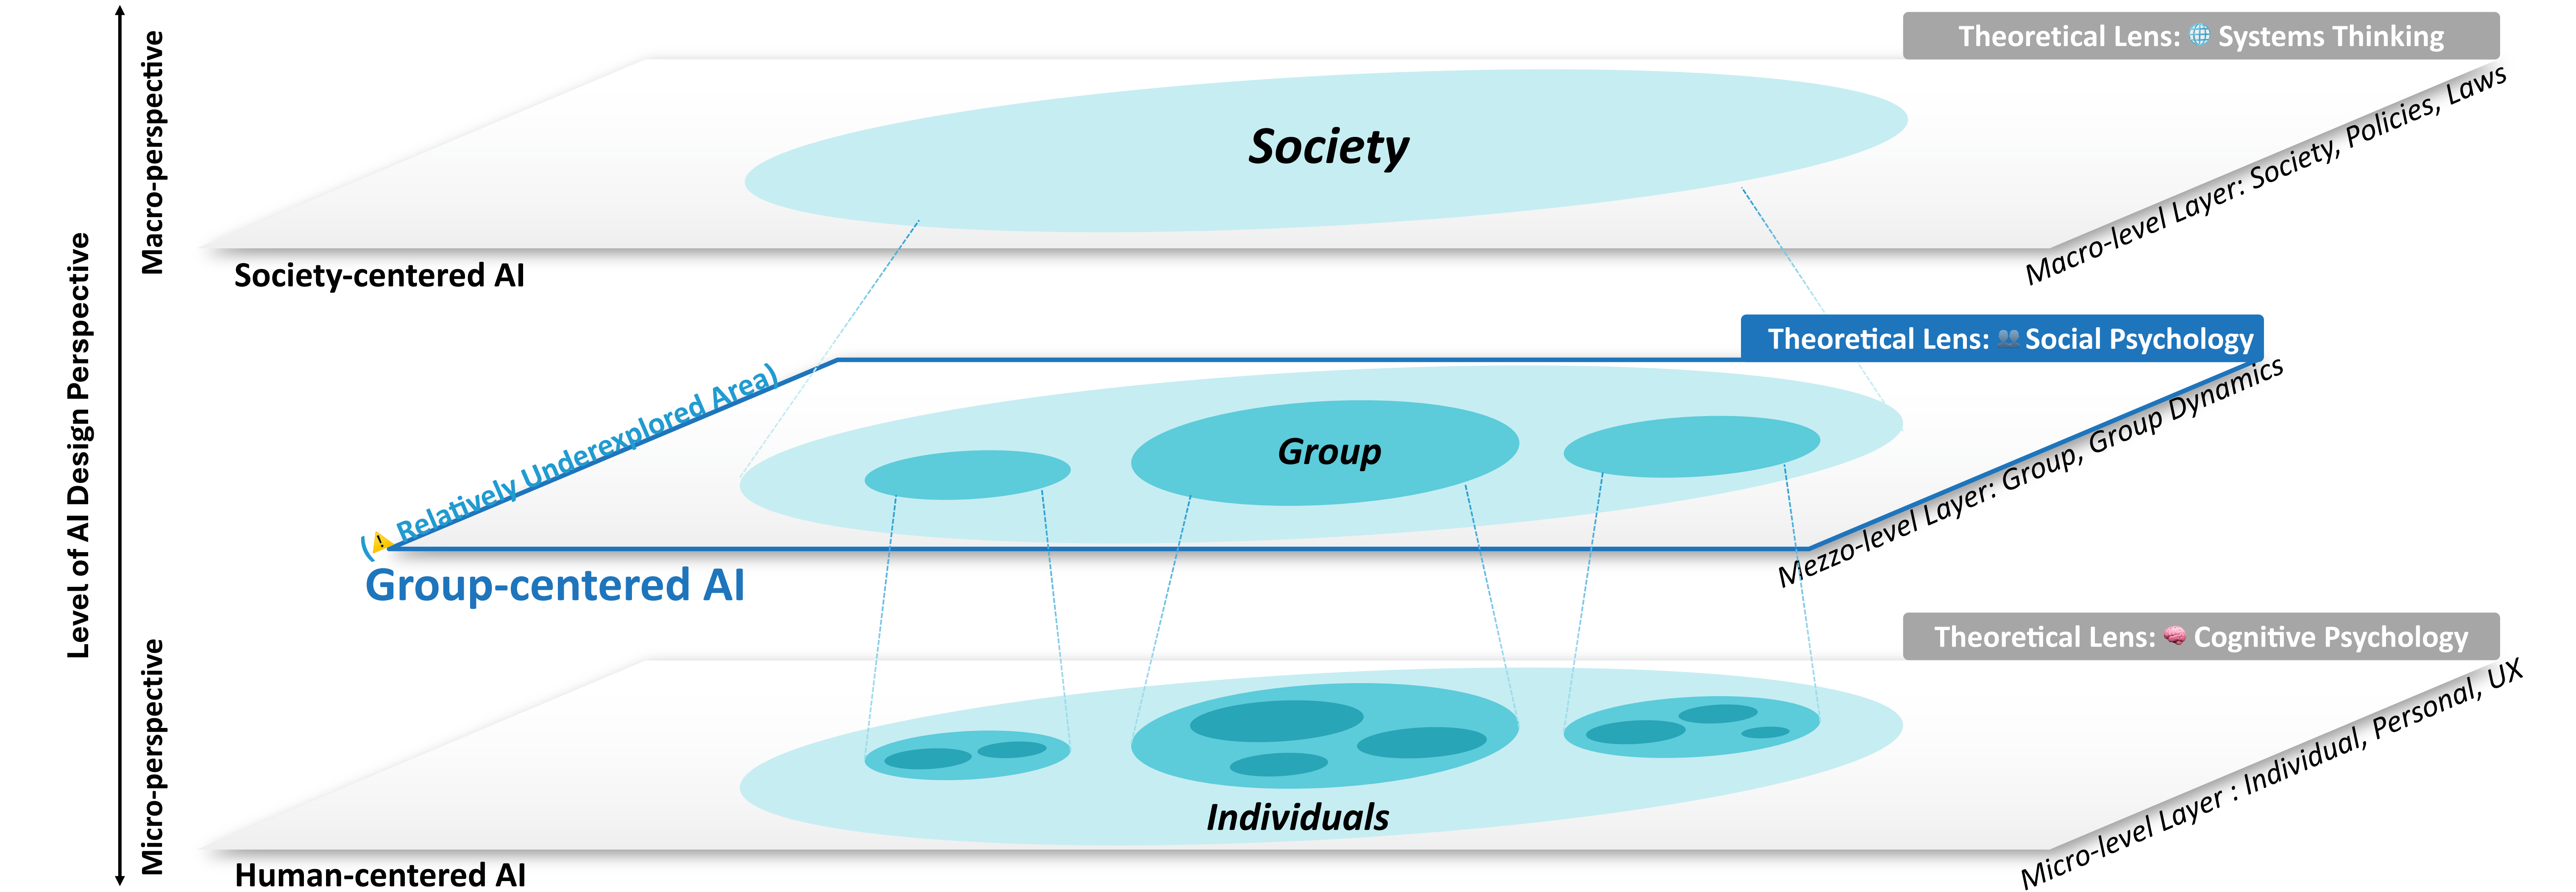 Level of AI Design Perspective
Macro-perspective
Micro-perspective
Theoretical Lens: 🌐 Systems Thinking
Society
Macro-level Layer: Society, Policies, Laws
Society-centered AI
Theoretical Lens: 👥 Social Psychology
(⚠ Relatively Underexplored Area)
Group
Mezzo-level Layer: Group, Group Dynamics
Group-centered AI
Theoretical Lens: 🧠 Cognitive Psychology
Individuals
Micro-level Layer : Individual, Personal, UX
Human-centered AI